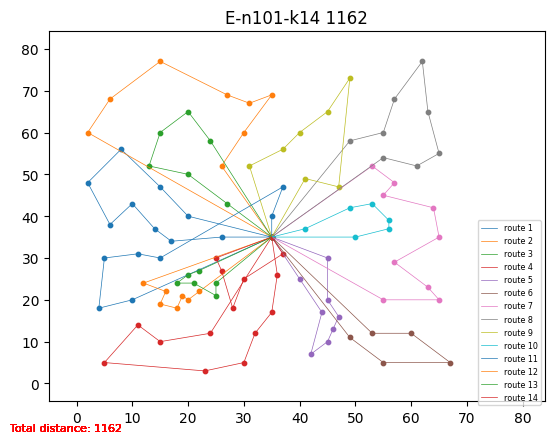 E-n101-k14 1162
80
70
60
50
40
30
20
10
0
0 10 20 30 40 50 60 70 80
route 1
route 2
route 3
route 4
route 5
route 6
route 7
route 8
route 9
route 10
route 11
route 12
route 13
route 14
Total distance: 1162